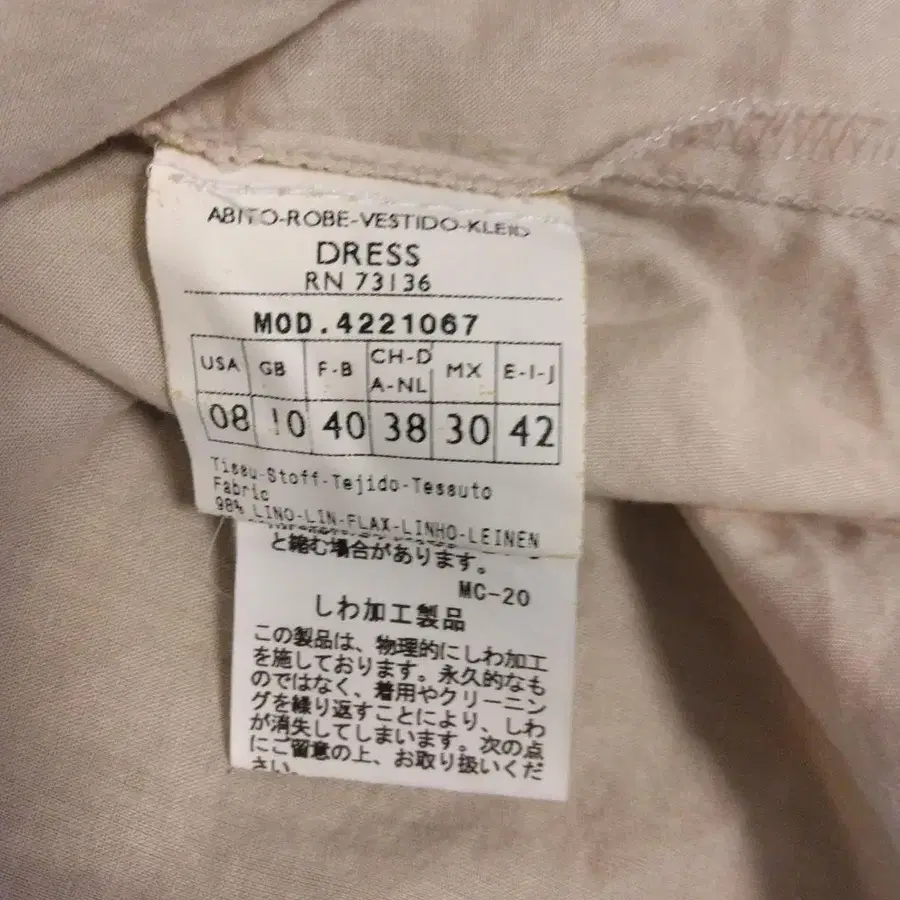 ABITO-ROBE-VESTIDO-KLEID
DRESS
RN 73136
MOD.4221067
USA GB F-B CH-D A-NL MX E-I-J
08 10 40 38 30 42
Tissu-Stoff-Tejido-Tessuto
Fabric
98% LINO-LIN-FLAX-LINHO-LEINEN
と縮む場合があります。
MC-20
しわ加工製品
この製品は、物理的にしわ加工
を施しております。永久的なも
のではなく、着用やクリーニン
グを繰り返すことにより、しわ
が消失してしまいます。次の点
にご留意の上、お取り扱いくだ
さい。